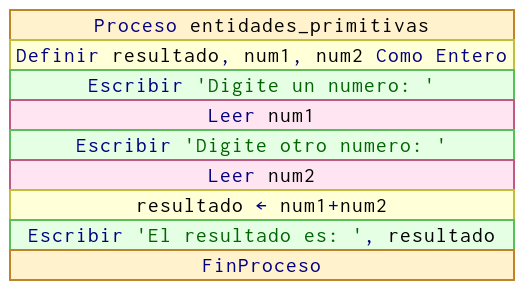 Proceso entidades_primitivas
Definir resultado, num1, num2 Como Entero
Escribir 'Digite un numero: '
Leer num1
Escribir 'Digite otro numero: '
Leer num2
resultado ← num1+num2
Escribir 'El resultado es: ', resultado
FinProceso